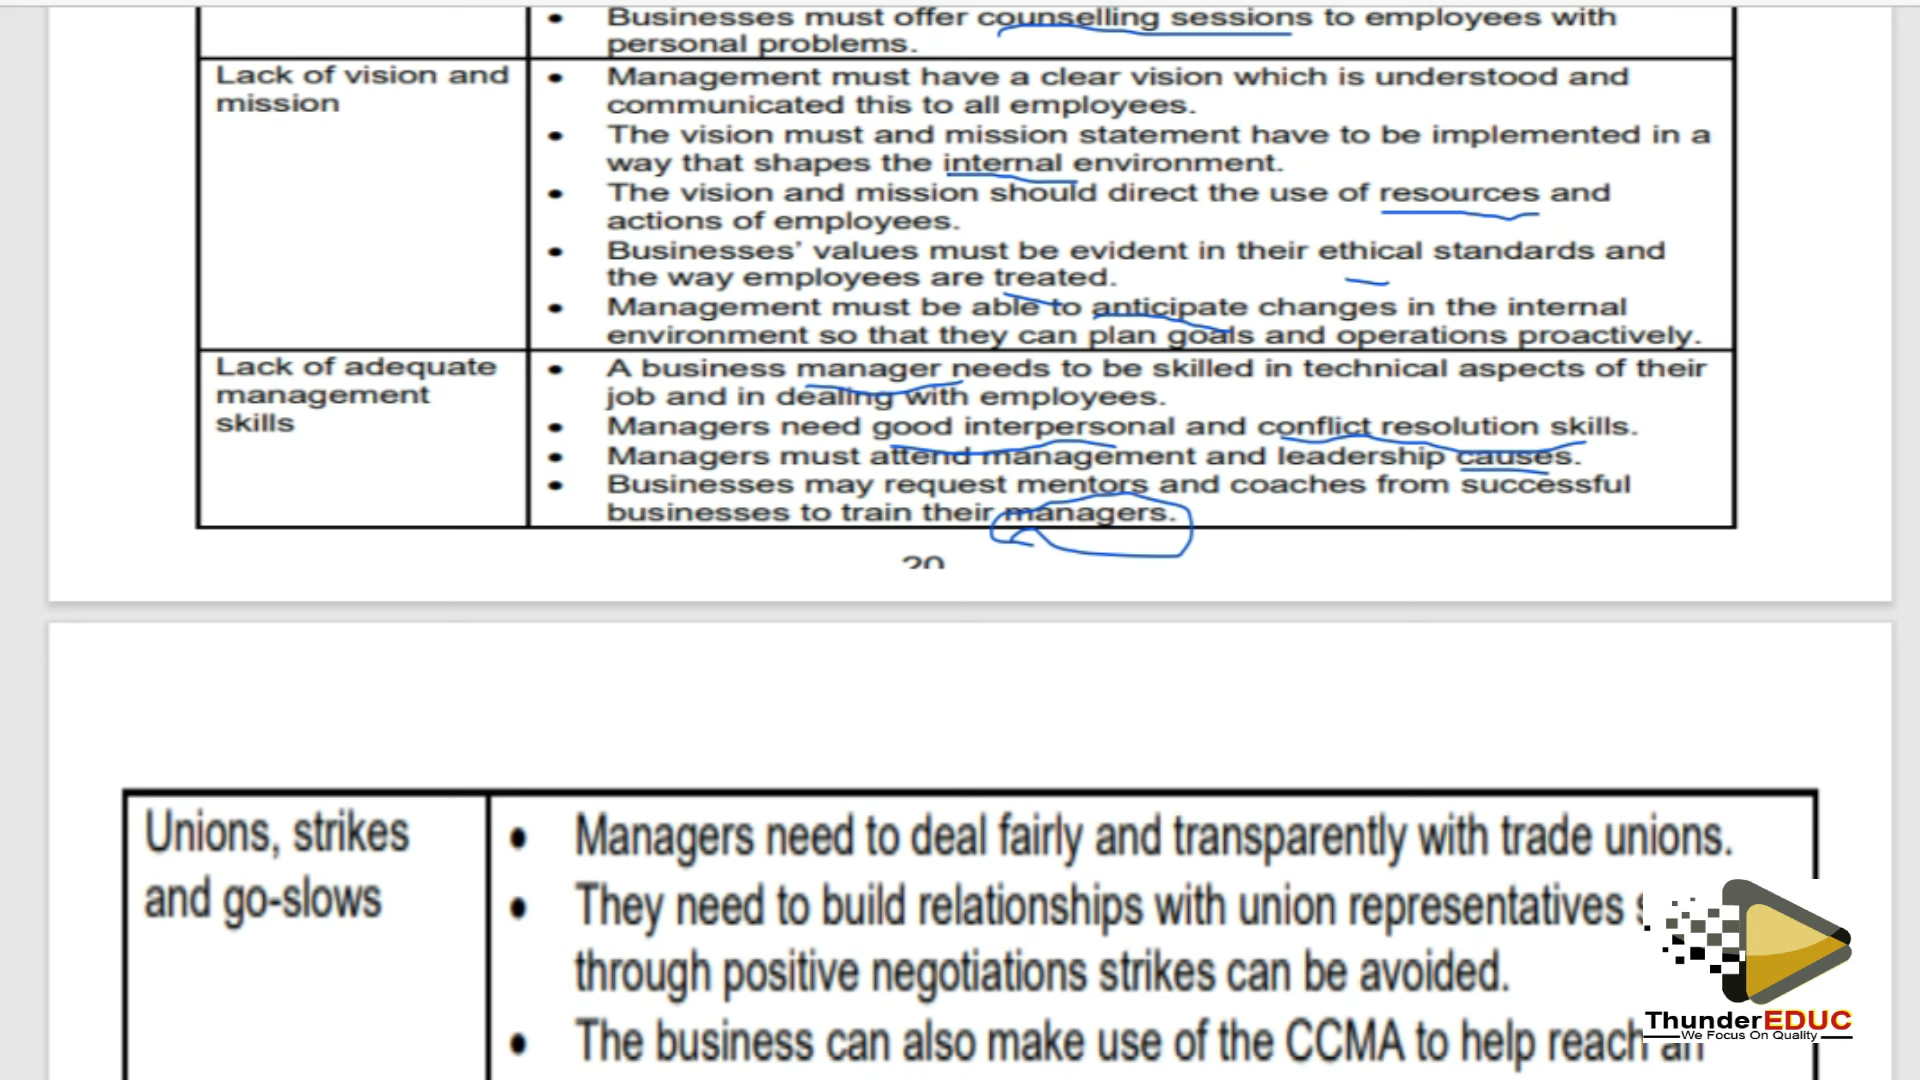 • Businesses must offer counselling sessions to employees with
personal problems.
Lack of vision and
mission
• Management must have a clear vision which is understood and
communicated this to all employees.
• The vision must and mission statement have to be implemented in a
way that shapes the internal environment.
• The vision and mission should direct the use of resources and
actions of employees.
• Businesses’ values must be evident in their ethical standards and
the way employees are treated.
• Management must be able to anticipate changes in the internal
environment so that they can plan goals and operations proactively.
Lack of adequate
management
skills
• A business manager needs to be skilled in technical aspects of their
job and in dealing with employees.
• Managers need good interpersonal and conflict resolution skills.
• Managers must attend management and leadership causes.
• Businesses may request mentors and coaches from successful
businesses to train their managers.
20
Unions, strikes
and go-slows
• Managers need to deal fairly and transparently with trade unions.
• They need to build relationships with union representatives
through positive negotiations strikes can be avoided.
• The business can also make use of the CCMA to help reach an
ThunderEDUC
We Focus On Quality